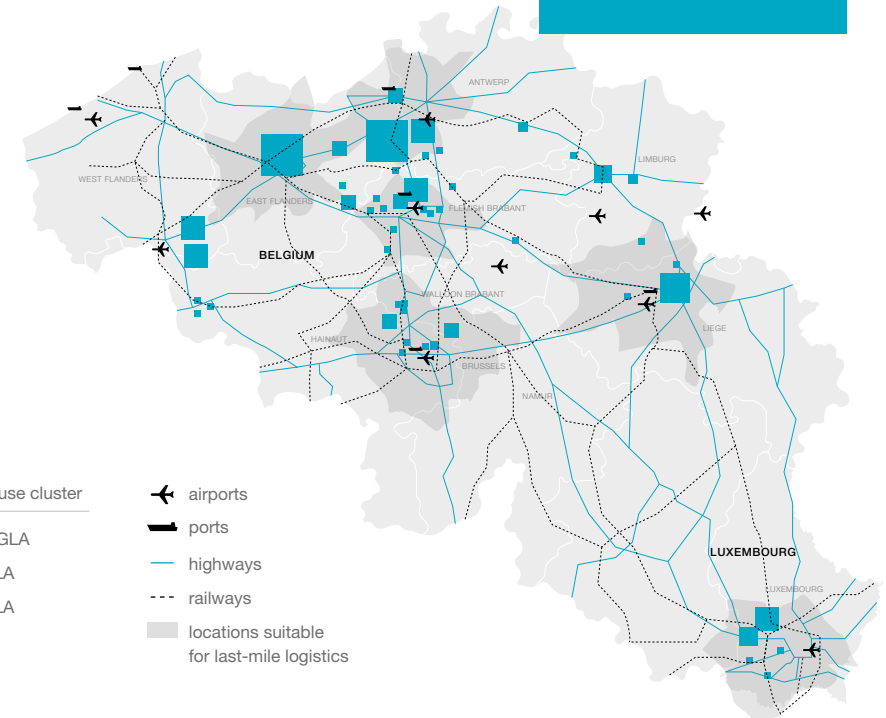 ANTWERP
LIMBURG
WEST FLANDERS
EAST FLANDERS
FLEMISH BRABANT
BELGIUM
WALLOON BRABANT
LIEGE
HAINAUT
BRUSSELS
NAMUR
use cluster
GLA
LA
LA
airports
ports
highways
railways
locations suitable
for last-mile logistics
LUXEMBOURG
LUXEMBOURG